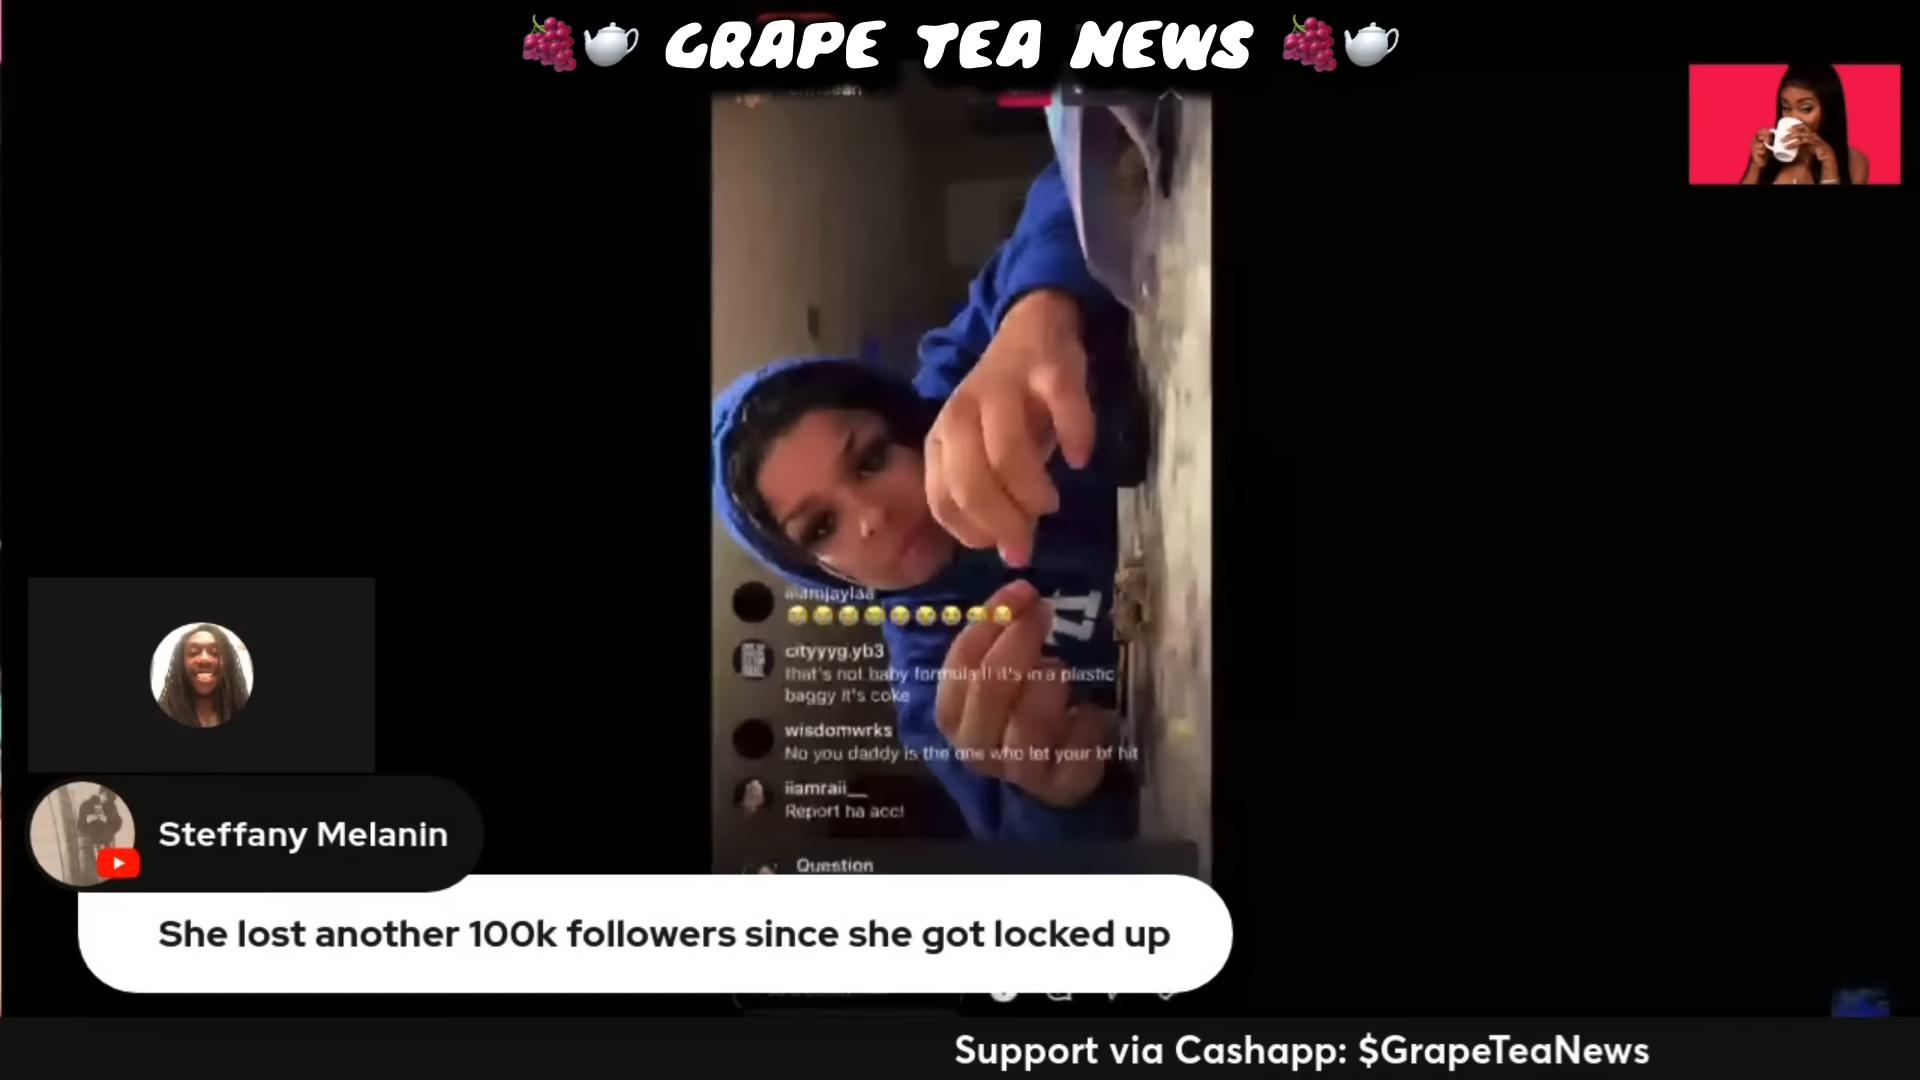 GRAPE TEA NEWS
iiamjaylaa
cityyyg.yb3
that's not baby formula!! it's in a plastic
baggy it's coke
wisdomwrks
No you daddy is the one who let your bf hit
iiamraii__
Report ha acc!
Question
Steffany Melanin
She lost another 100k followers since she got locked up
Support via Cashapp: $GrapeTeaNews